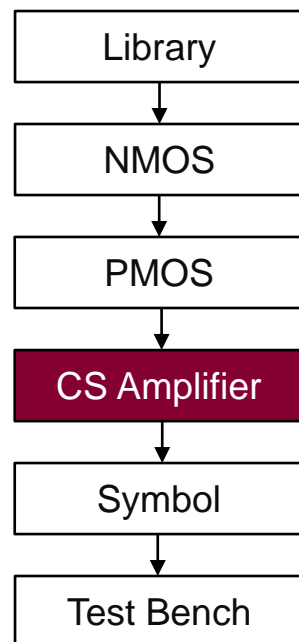 Library
NMOS
PMOS
CS Amplifier
Symbol
Test Bench